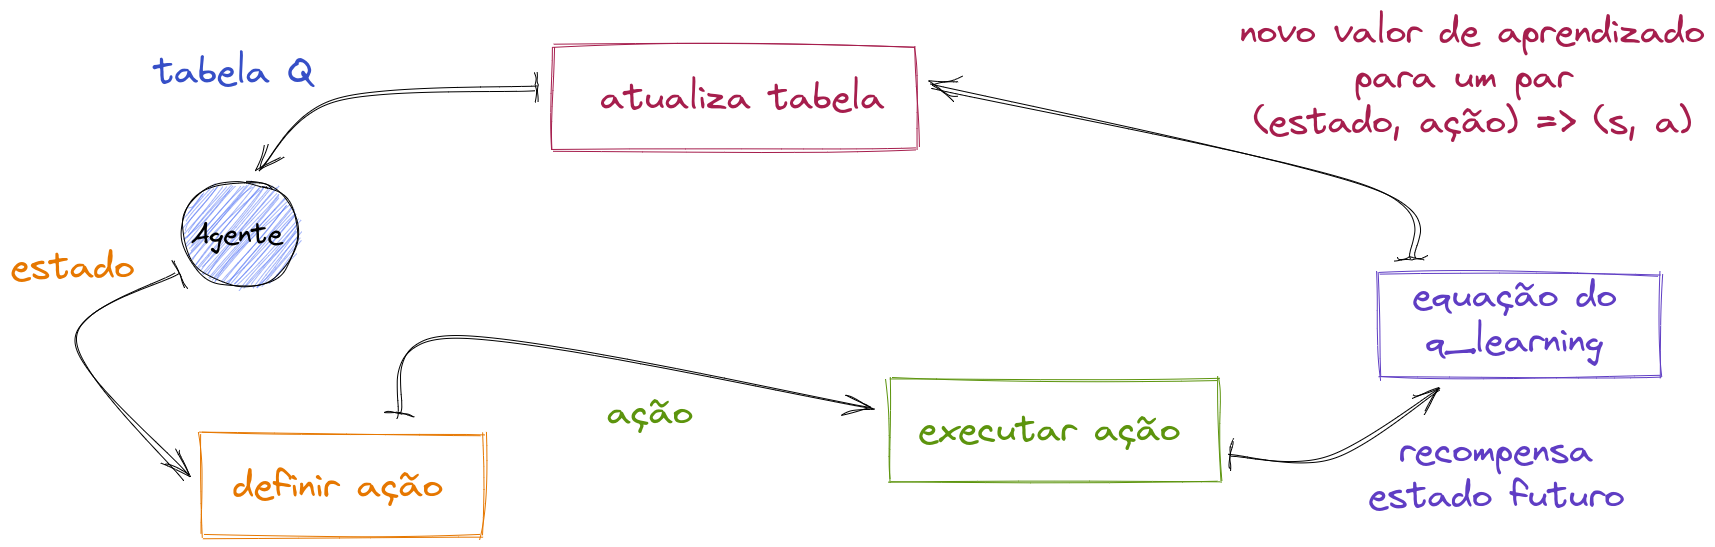 tabela Q
atualiza tabela
novo valor de aprendizado
para um par
(estado, ação) => (s, a)
Agente
estado
equação do
q_learning
ação
executar ação
definir ação
recompensa
estado futuro